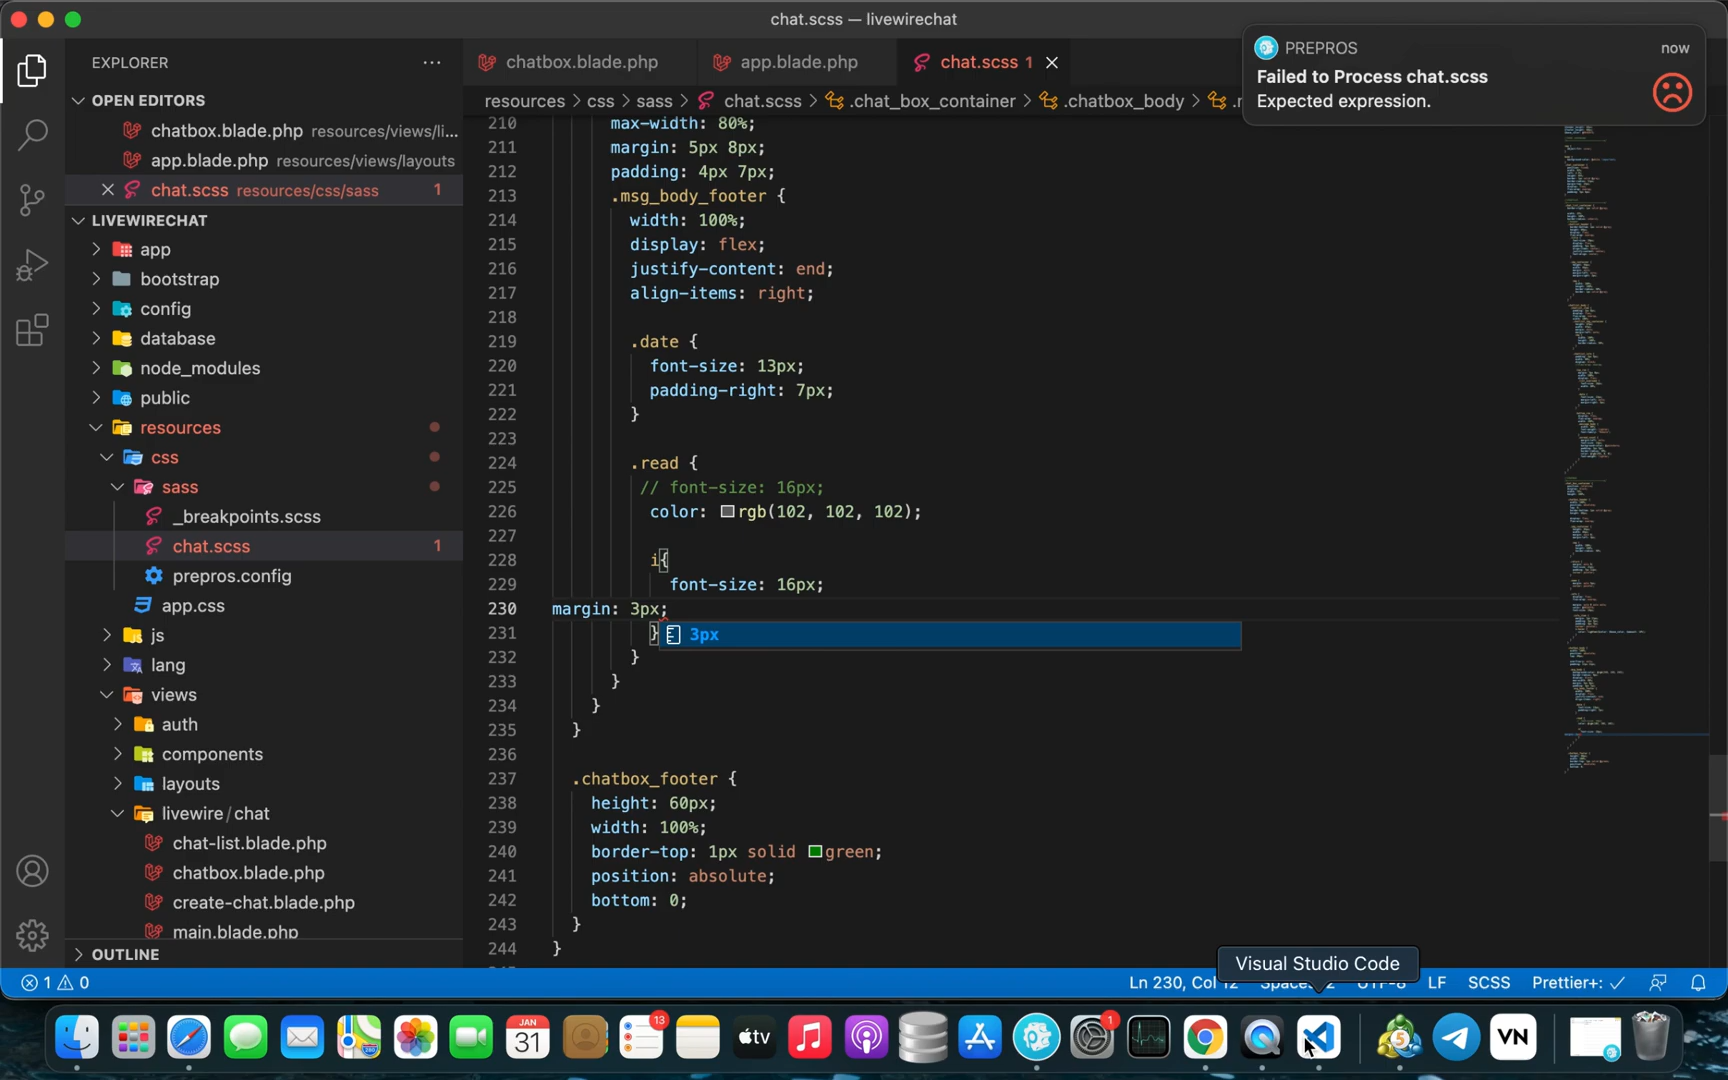 chat.scss — livewirechat
EXPLORER
OPEN EDITORS
chatbox.blade.php resources/views/li...
app.blade.php resources/views/layouts
chat.scss resources/css/sass 1
LIVEWIRECHAT
app
bootstrap
config
database
node_modules
public
resources
css
sass
_breakpoints.scss
chat.scss 1
prepros.config
app.css
js
lang
views
auth
components
layouts
livewire / chat
chat-list.blade.php
chatbox.blade.php
create-chat.blade.php
main.blade.php
OUTLINE
chatbox.blade.php app.blade.php chat.scss 1
resources > css > sass > chat.scss > .chat_box_container > .chatbox_body >
PREPROS now
Failed to Process chat.scss
Expected expression.
210 max-width: 80%;
211 margin: 5px 8px;
212 padding: 4px 7px;
213 .msg_body_footer {
214 width: 100%;
215 display: flex;
216 justify-content: end;
217 align-items: right;
218
219 .date {
220 font-size: 13px;
221 padding-right: 7px;
222 }
223
224 .read {
225 // font-size: 16px;
226 color: rgb(102, 102, 102);
227
228 i{
229 font-size: 16px;
230 margin: 3px;
231 }
3px
232 }
233 }
234 }
235 }
236
237 .chatbox_footer {
238 height: 60px;
239 width: 100%;
240 border-top: 1px solid green;
241 position: absolute;
242 bottom: 0;
243 }
244 }
Visual Studio Code
1 0
Ln 230, Col 12 Spaces: 2 UTF-8 LF SCSS Prettier+:
JAN
31
13
tv
1
5
VN